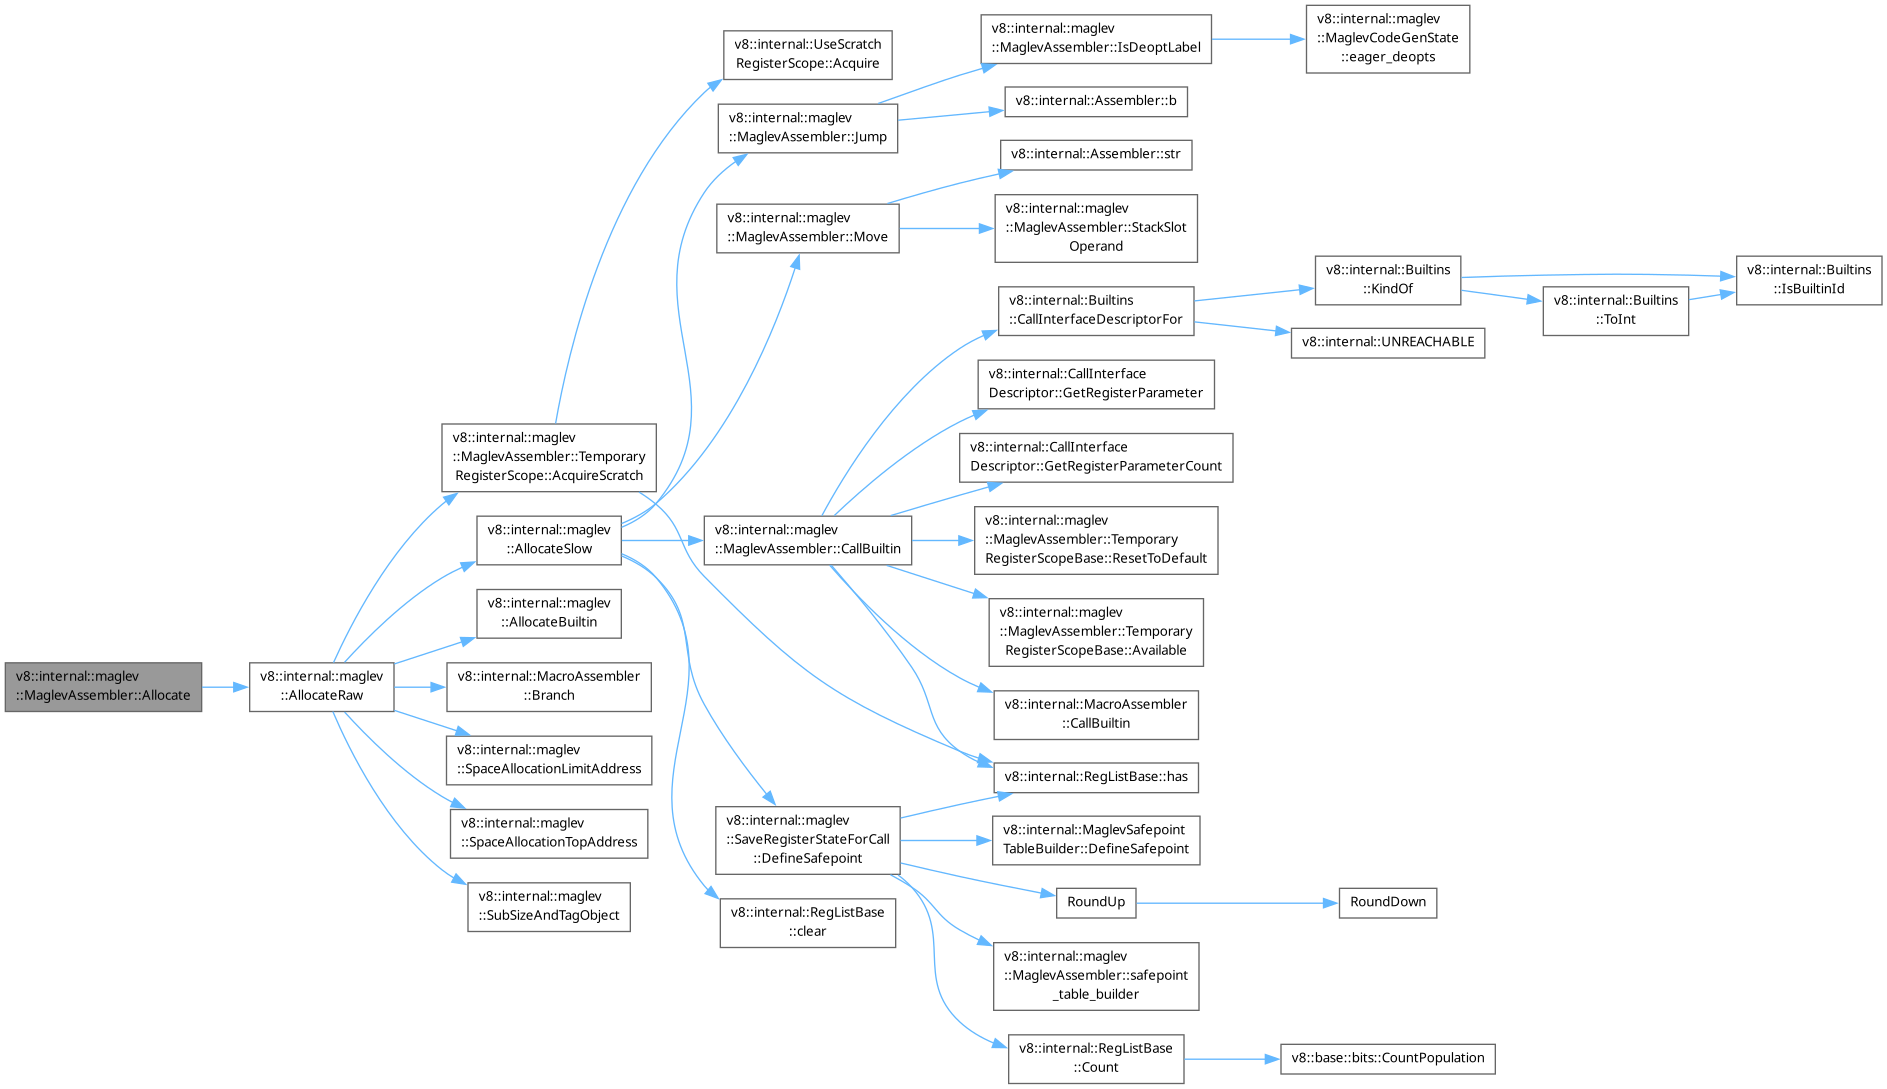 v8::internal::maglev
::MaglevAssembler::Allocate
v8::internal::maglev
::AllocateRaw
v8::internal::maglev
::MaglevAssembler::Temporary
RegisterScope::AcquireScratch
v8::internal::maglev
::AllocateSlow
v8::internal::maglev
::AllocateBuiltin
v8::internal::MacroAssembler
::Branch
v8::internal::maglev
::SpaceAllocationLimitAddress
v8::internal::maglev
::SpaceAllocationTopAddress
v8::internal::maglev
::SubSizeAndTagObject
v8::internal::UseScratch
RegisterScope::Acquire
v8::internal::maglev
::MaglevAssembler::Jump
v8::internal::maglev
::MaglevAssembler::Move
v8::internal::maglev
::MaglevAssembler::CallBuiltin
v8::internal::maglev
::SaveRegisterStateForCall
::DefineSafepoint
v8::internal::RegListBase
::clear
v8::internal::maglev
::MaglevAssembler::IsDeoptLabel
v8::internal::Assembler::b
v8::internal::Assembler::str
v8::internal::maglev
::MaglevAssembler::StackSlot
Operand
v8::internal::Builtins
::CallInterfaceDescriptorFor
v8::internal::CallInterface
Descriptor::GetRegisterParameter
v8::internal::CallInterface
Descriptor::GetRegisterParameterCount
v8::internal::maglev
::MaglevAssembler::Temporary
RegisterScopeBase::ResetToDefault
v8::internal::maglev
::MaglevAssembler::Temporary
RegisterScopeBase::Available
v8::internal::MacroAssembler
::CallBuiltin
v8::internal::RegListBase::has
v8::internal::MaglevSafepoint
TableBuilder::DefineSafepoint
RoundUp
v8::internal::maglev
::MaglevAssembler::safepoint
_table_builder
v8::internal::RegListBase
::Count
v8::internal::maglev
::MaglevCodeGenState
::eager_deopts
v8::internal::Builtins
::KindOf
v8::internal::UNREACHABLE
RoundDown
v8::base::bits::CountPopulation
v8::internal::Builtins
::ToInt
v8::internal::Builtins
::IsBuiltinId